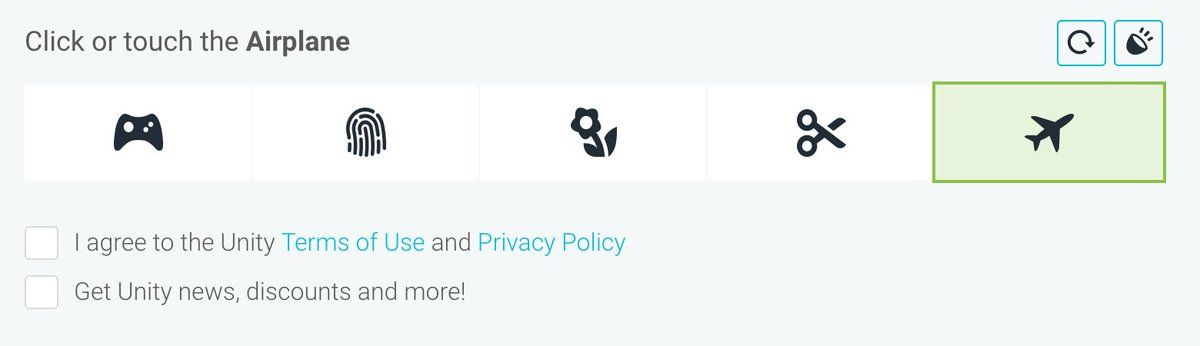 Click or touch the Airplane
I agree to the Unity Terms of Use and Privacy Policy
Get Unity news, discounts and more!